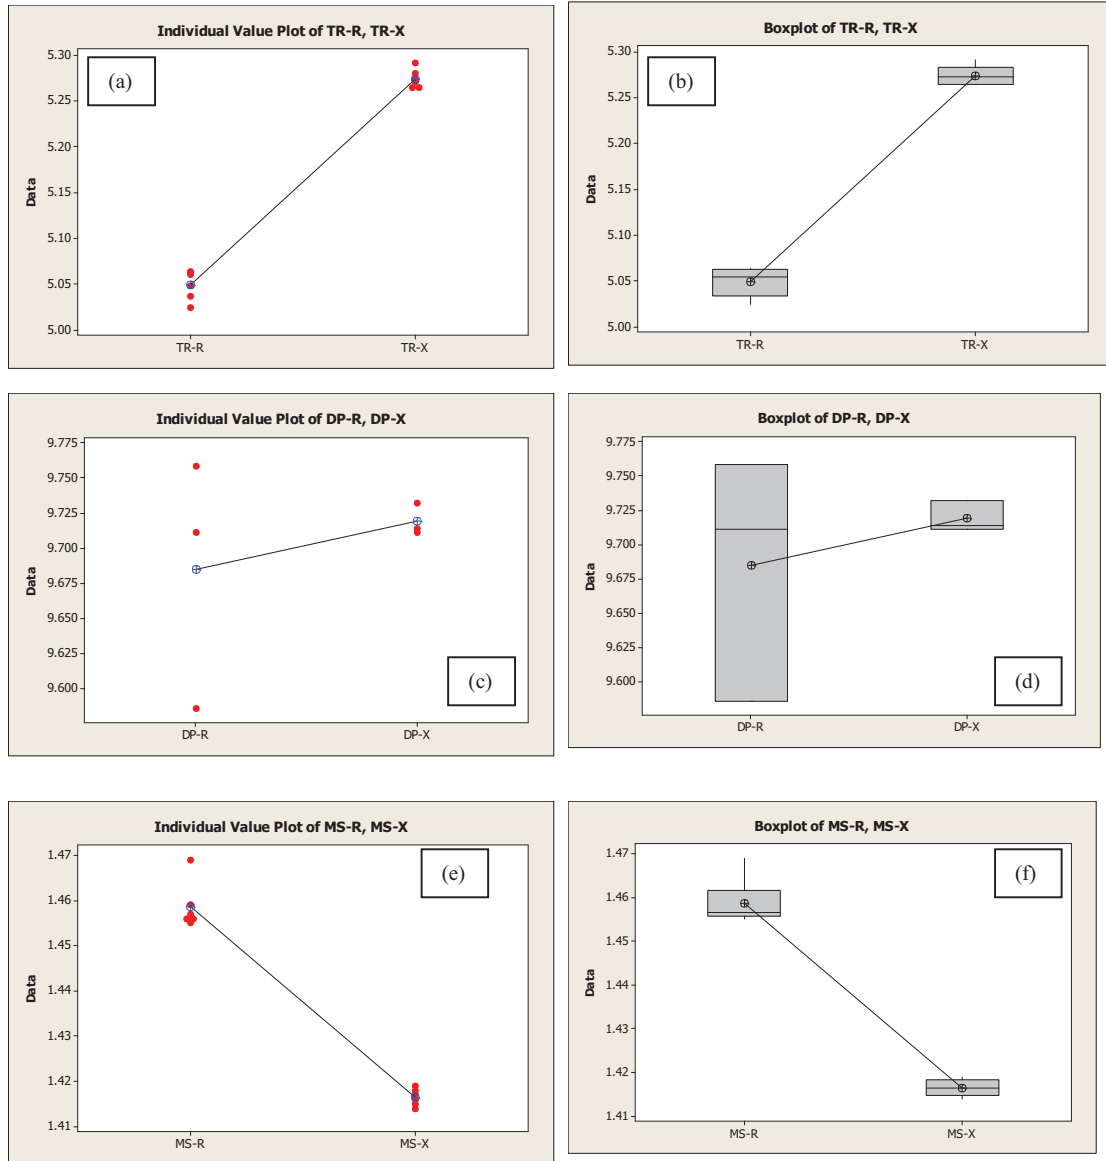 Individual Value Plot of TR-R, TR-X
(a)
5.30
5.25
5.20
5.15
5.10
5.05
5.00
Data
TR-R TR-X
Boxplot of TR-R, TR-X
(b)
5.30
5.25
5.20
5.15
5.10
5.05
5.00
Data
TR-R TR-X
Individual Value Plot of DP-R, DP-X
9.775
9.750
9.725
9.700
9.675
9.650
9.625
9.600
Data
(c)
DP-R DP-X
Boxplot of DP-R, DP-X
9.775
9.750
9.725
9.700
9.675
9.650
9.625
9.600
Data
(d)
DP-R DP-X
Individual Value Plot of MS-R, MS-X
(e)
1.47
1.46
1.45
1.44
1.43
1.42
1.41
Data
MS-R MS-X
Boxplot of MS-R, MS-X
(f)
1.47
1.46
1.45
1.44
1.43
1.42
1.41
Data
MS-R MS-X